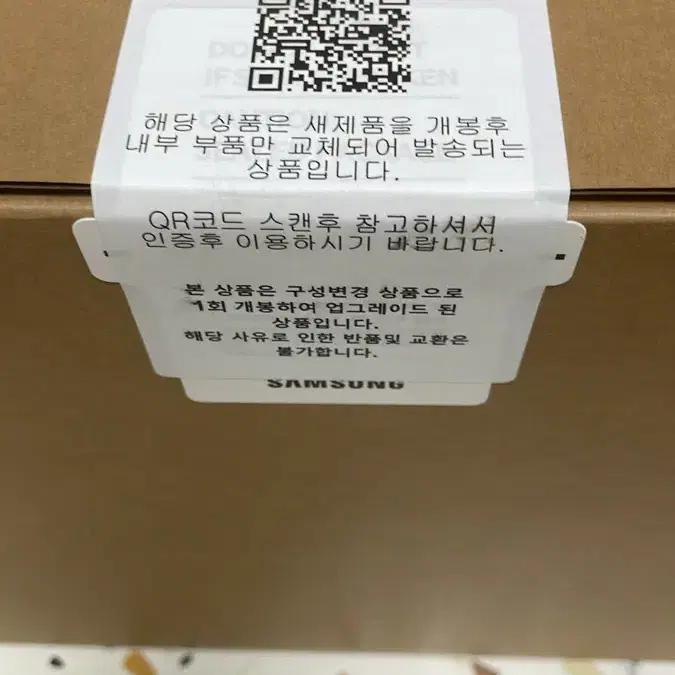 해당 상품은 새제품을 개봉후
내부 부품만 교체되어 발송되는
상품입니다.
QR코드 스캔후 참고하셔서
인증후 이용하시기 바랍니다.
본 상품은 구성변경 상품으로
1회 개봉하여 업그레이드 된
상품입니다.
해당 사유로 인한 반품및 교환은
불가합니다.
SAMSUNG